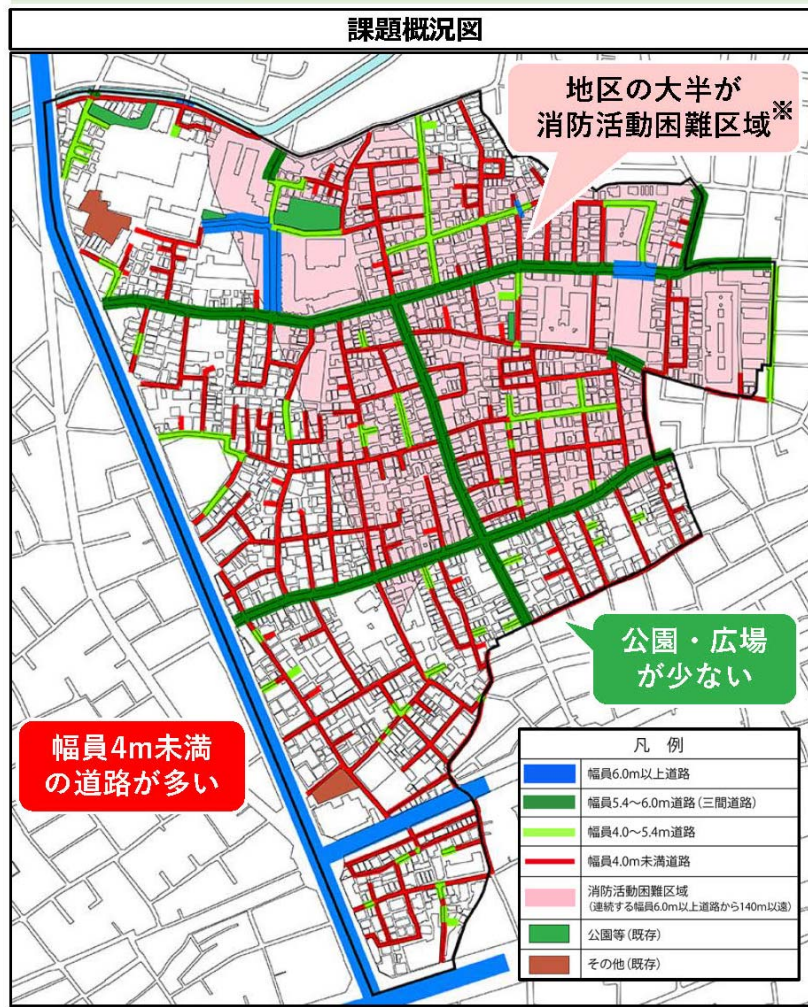 課題概況図
地区の大半が
消防活動困難区域※
公園・広場
が少ない
幅員4m未満
の道路が多い
凡 例
幅員6.0m以上道路
幅員5.4～6.0m道路(三間道路)
幅員4.0～5.4m道路
幅員4.0m未満道路
消防活動困難区域
(連続する幅員6.0m以上道路から140m以遠)
公園等(既存)
その他(既存)